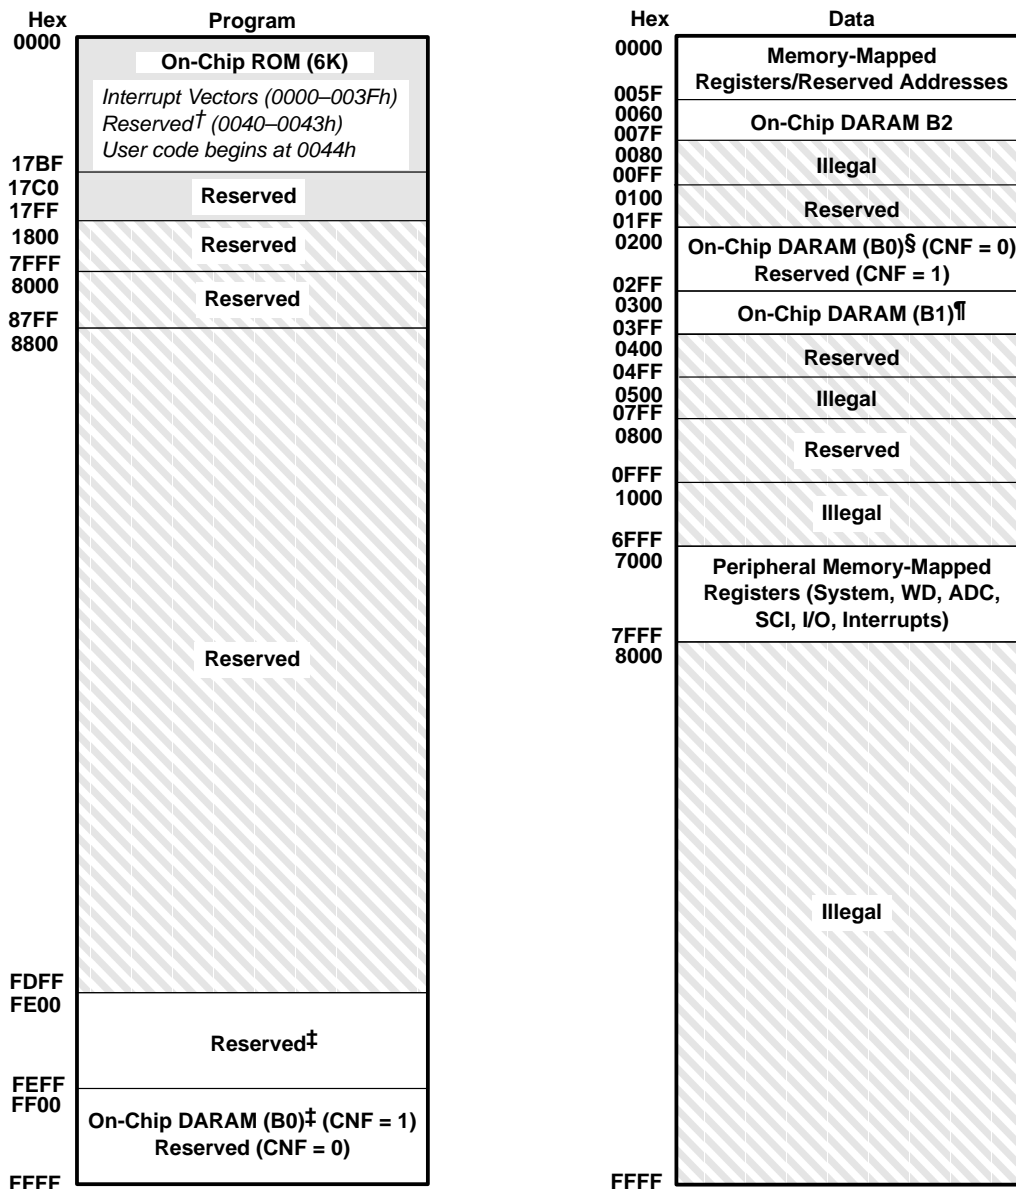 Hex Program
0000
On-Chip ROM (6K)
Interrupt Vectors (0000–003Fh)
Reserved† (0040–0043h)
User code begins at 0044h
17BF
17C0
Reserved
17FF
1800
Reserved
7FFF
8000
Reserved
87FF
8800
Reserved
FDFF
FE00
Reserved‡
FEFF
FF00
On-Chip DARAM (B0)‡ (CNF = 1)
Reserved (CNF = 0)
FFFF
Hex Data
0000
Memory-Mapped
Registers/Reserved Addresses
005F
0060
On-Chip DARAM B2
007F
0080
Illegal
00FF
0100
Reserved
01FF
0200
On-Chip DARAM (B0)§ (CNF = 0)
Reserved (CNF = 1)
02FF
0300
On-Chip DARAM (B1)¶
03FF
0400
Reserved
04FF
0500
Illegal
07FF
0800
Reserved
0FFF
1000
Illegal
6FFF
7000
Peripheral Memory-Mapped
Registers (System, WD, ADC,
SCI, I/O, Interrupts)
7FFF
8000
Illegal
FFFF